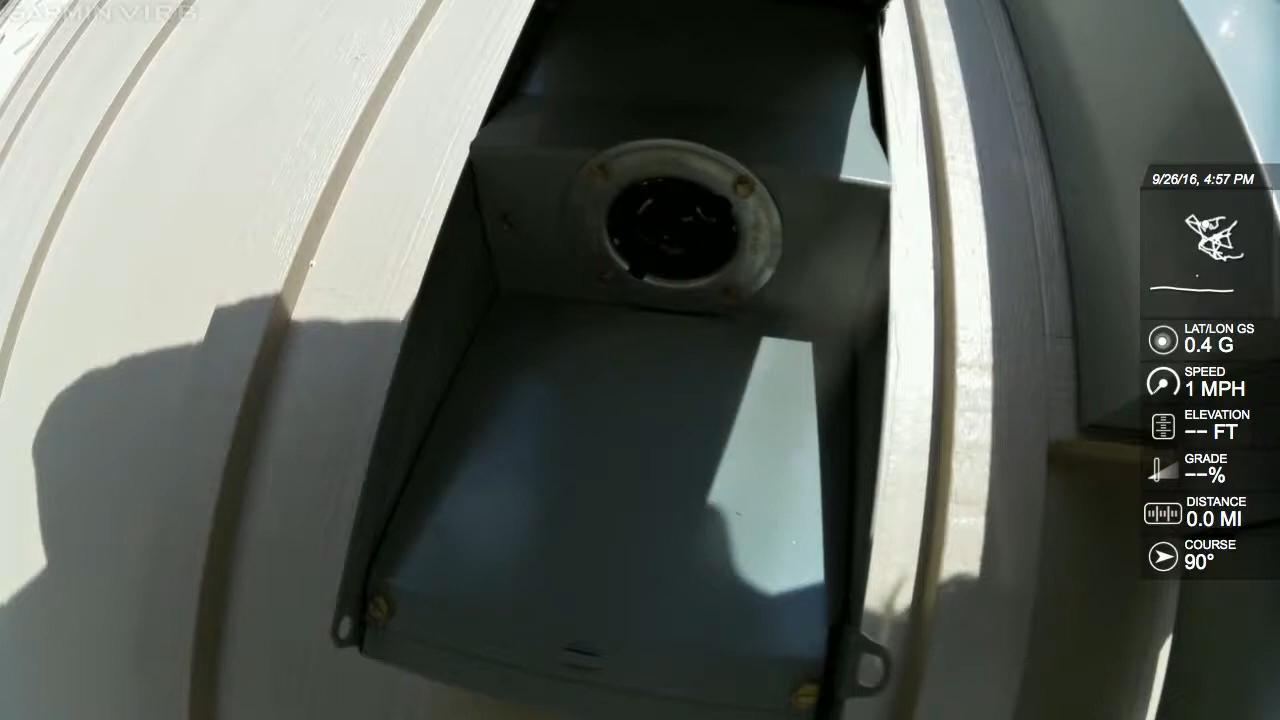 GARMIN VIRB
9/26/16, 4:57 PM
LAT/LON GS
0.4 G
SPEED
1 MPH
ELEVATION
-- FT
GRADE
--%
DISTANCE
0.0 MI
COURSE
90°